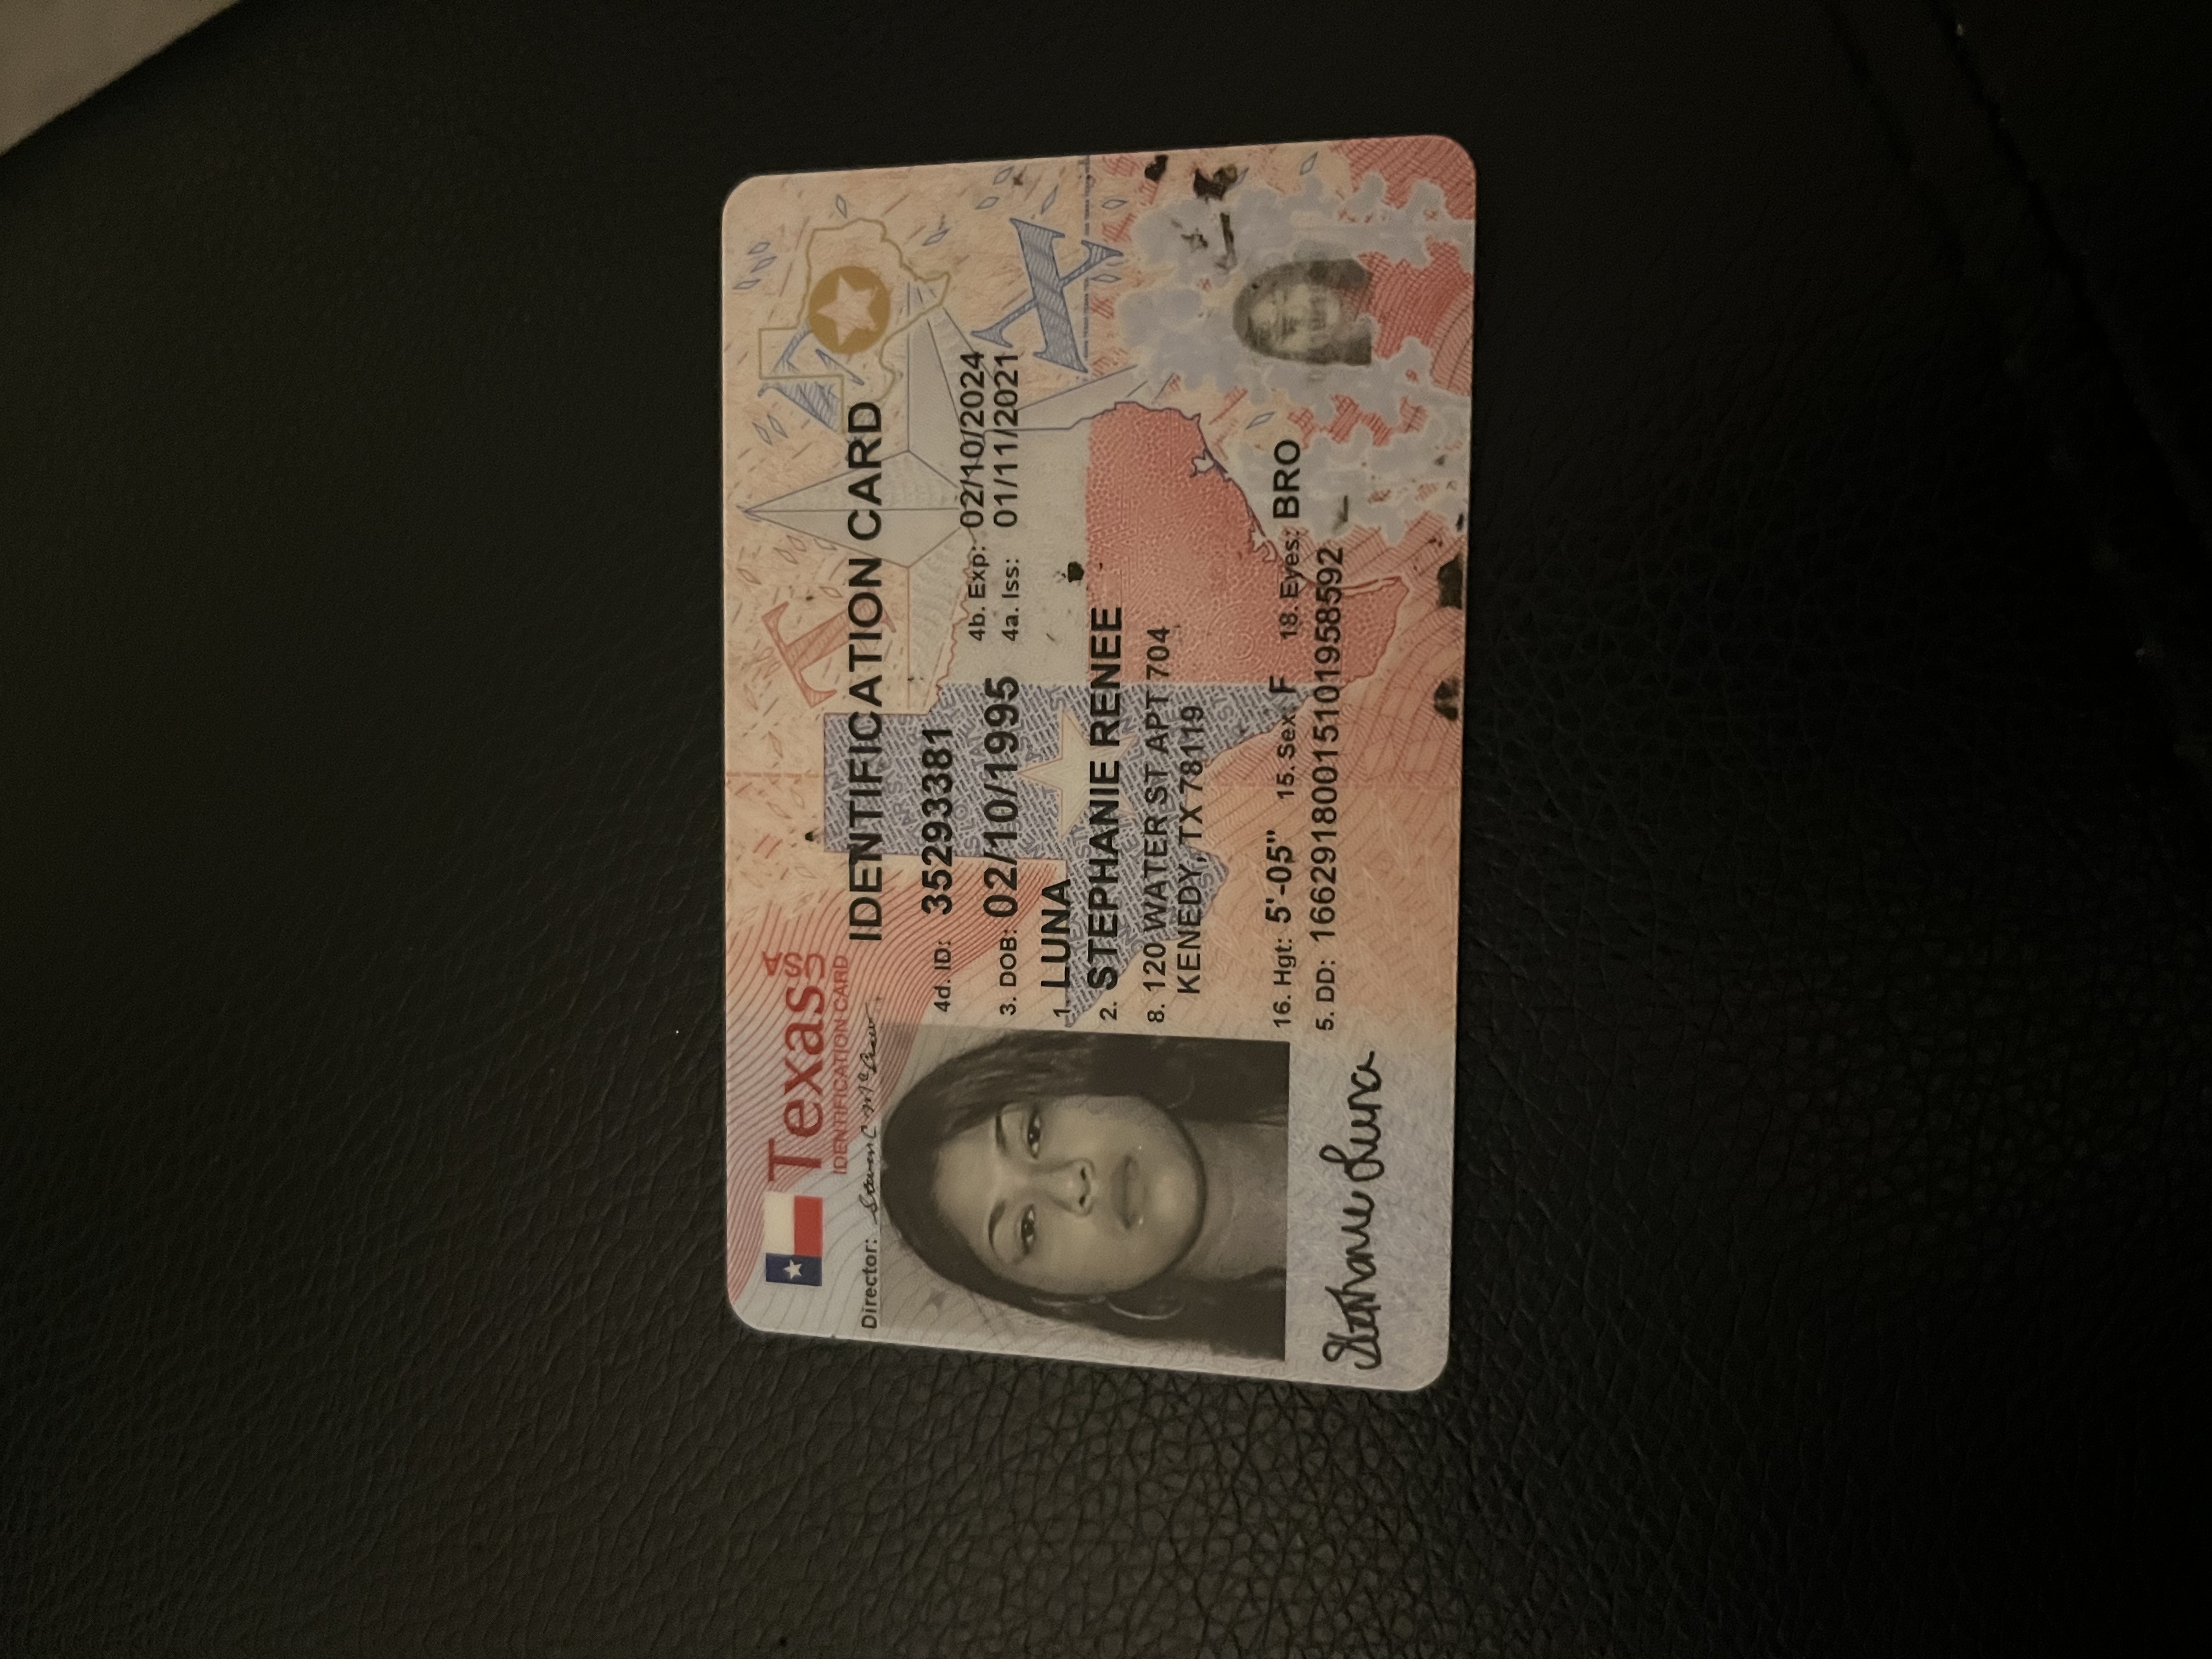 Texas USA
IDENTIFICATION CARD
Director: Steven C McCraw
IDENTIFICATION CARD
4d. ID: 35293381
4b. Exp: 02/10/2024
3. DOB: 02/10/1995
4a. Iss: 01/11/2021
1. LUNA
2. STEPHANIE RENEE
8. 120 WATER ST APT 704
KENEDY, TX 78119
16. Hgt: 5'-05" 15. Sex: F 18. Eyes: BRO
5. DD: 16629180015101958592
Stephanie Luna